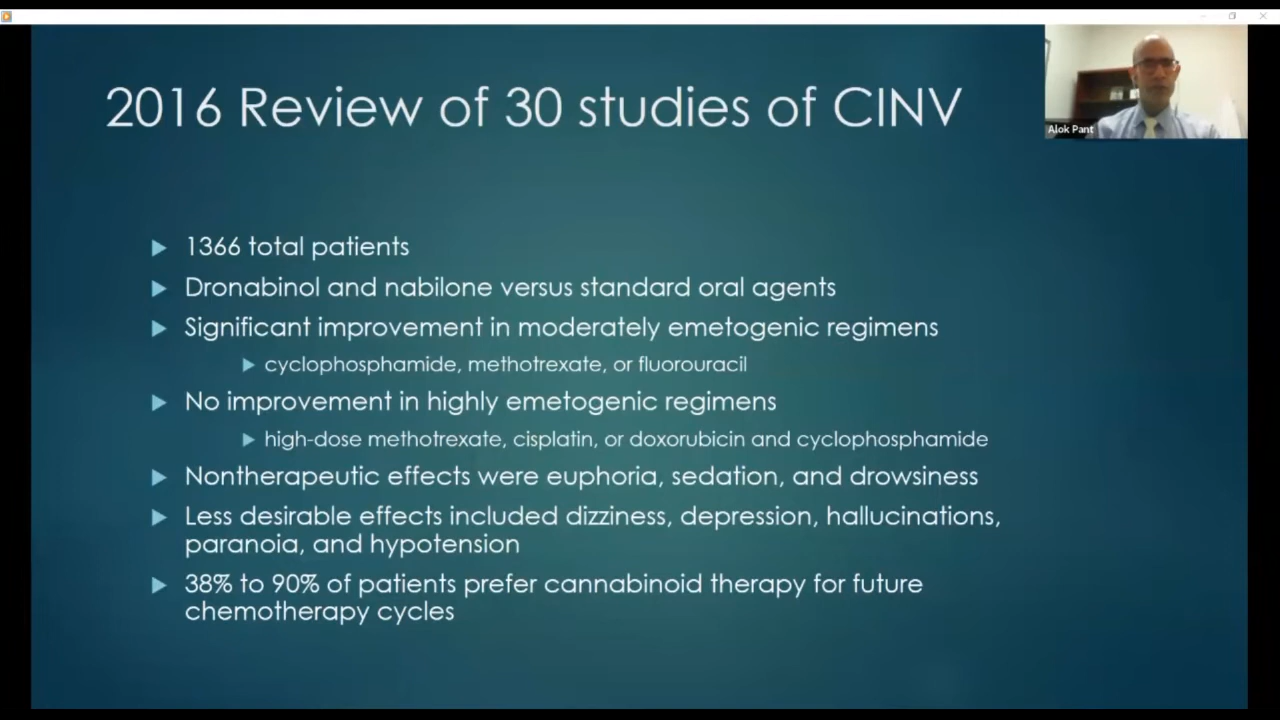 2016 Review of 30 studies of CINV
Alok Pant
1366 total patients
Dronabinol and nabilone versus standard oral agents
Significant improvement in moderately emetogenic regimens
cyclophosphamide, methotrexate, or fluorouracil
No improvement in highly emetogenic regimens
high-dose methotrexate, cisplatin, or doxorubicin and cyclophosphamide
Nontherapeutic effects were euphoria, sedation, and drowsiness
Less desirable effects included dizziness, depression, hallucinations,
paranoia, and hypotension
38% to 90% of patients prefer cannabinoid therapy for future
chemotherapy cycles